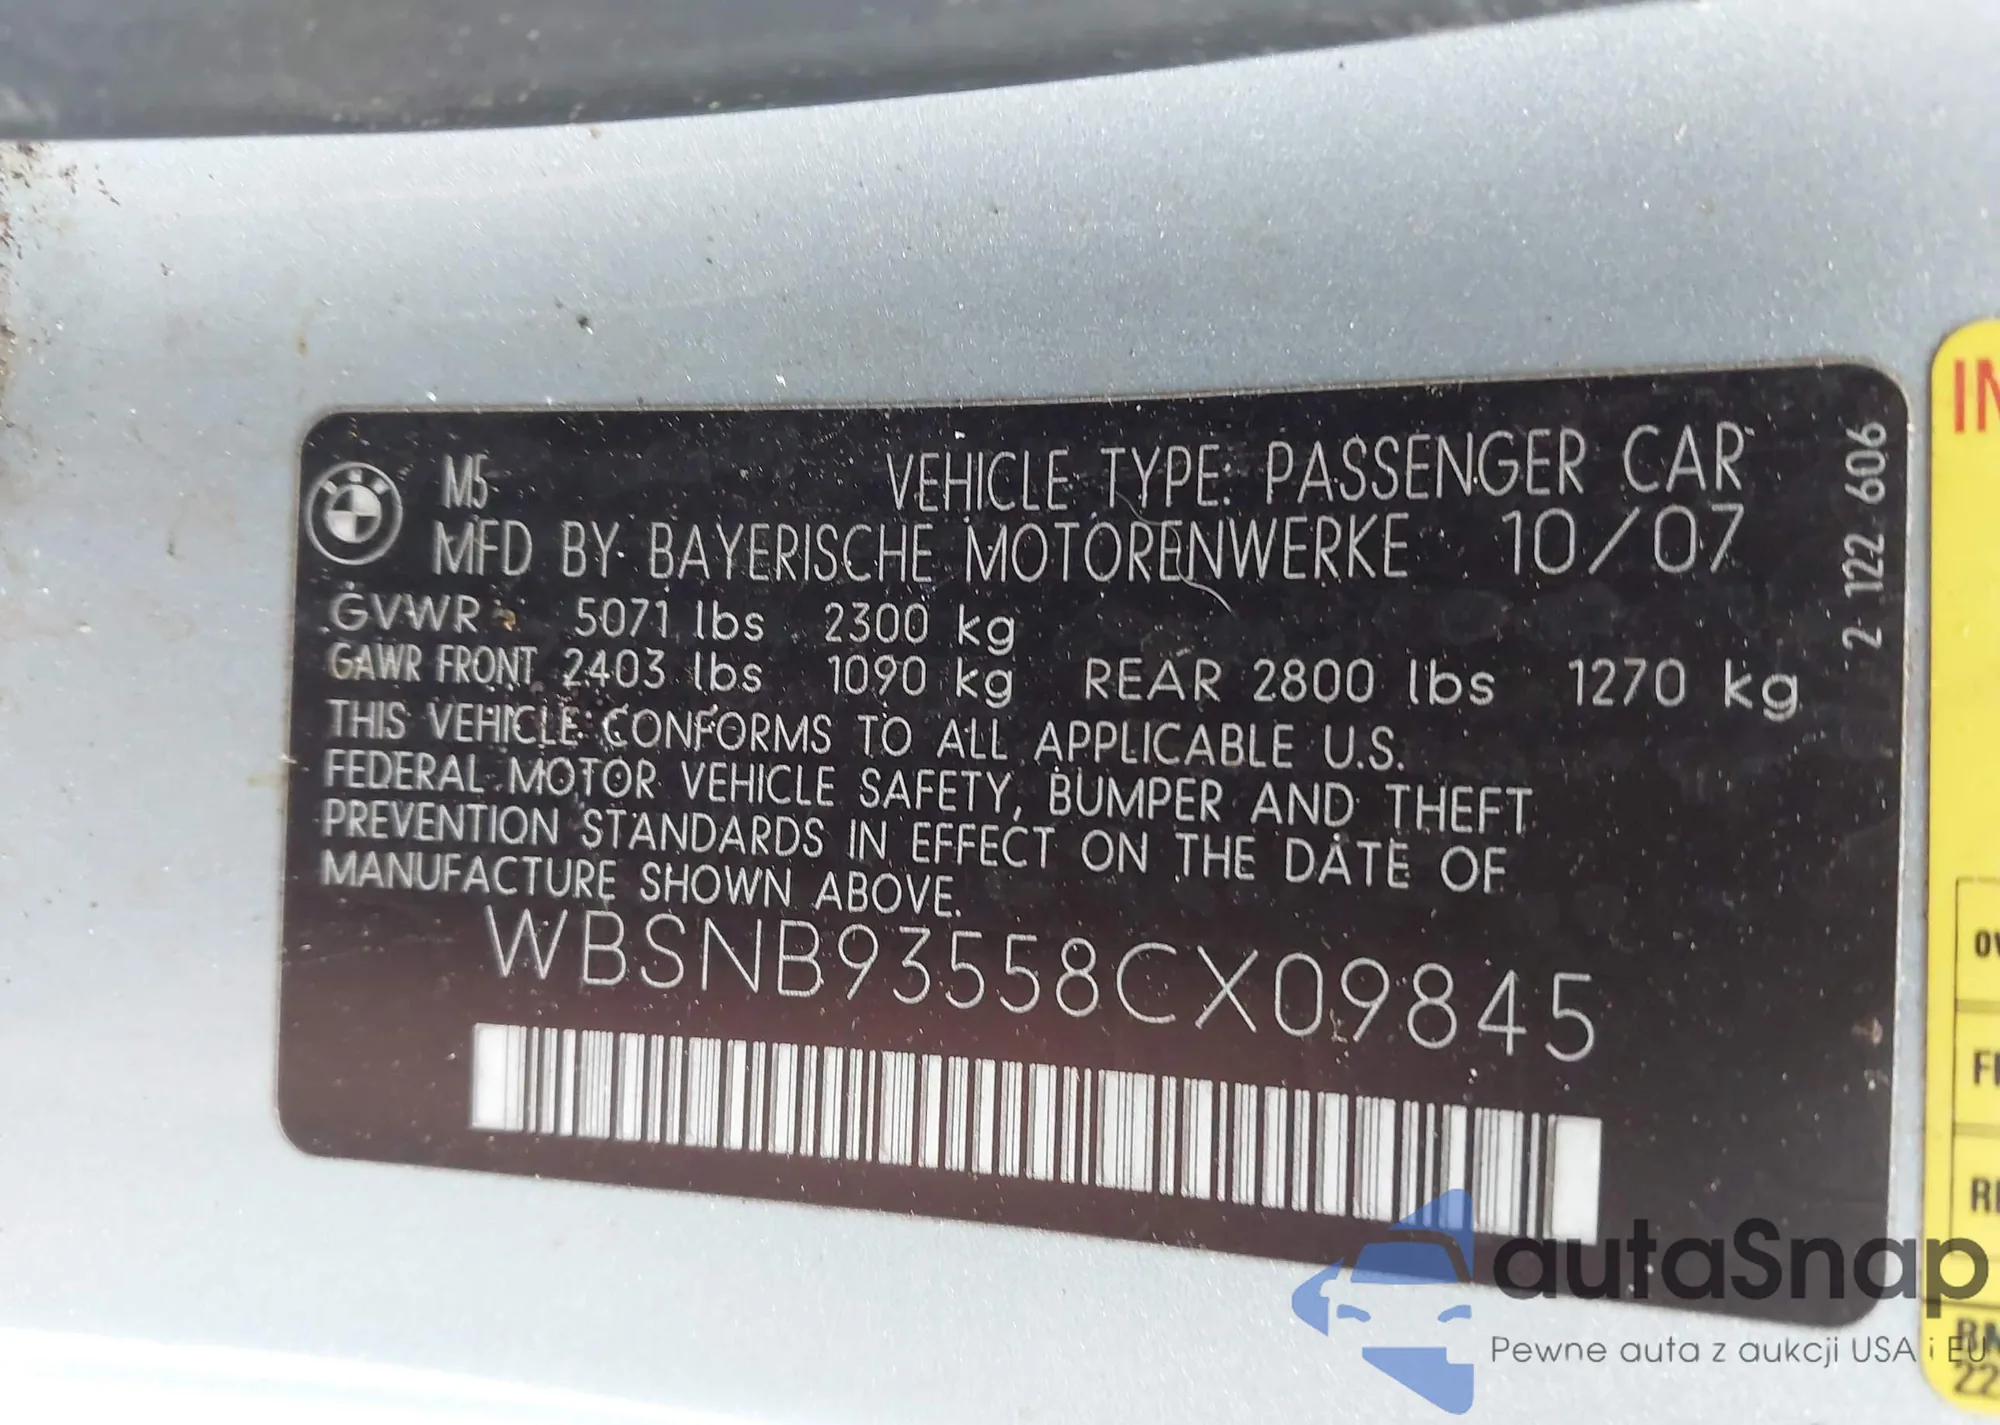 M5 VEHICLE TYPE: PASSENGER CAR
MFD BY BAYERISCHE MOTORENWERKE 10/07
GVWR 5071 lbs 2300 kg
GAWR FRONT 2403 lbs 1090 kg REAR 2800 lbs 1270 kg
THIS VEHICLE CONFORMS TO ALL APPLICABLE U.S.
FEDERAL MOTOR VEHICLE SAFETY, BUMPER AND THEFT
PREVENTION STANDARDS IN EFFECT ON THE DATE OF
MANUFACTURE SHOWN ABOVE.
WBSNB93558CX09845
2 122 606
autaSnap
Pewne auta z aukcji USA i EU